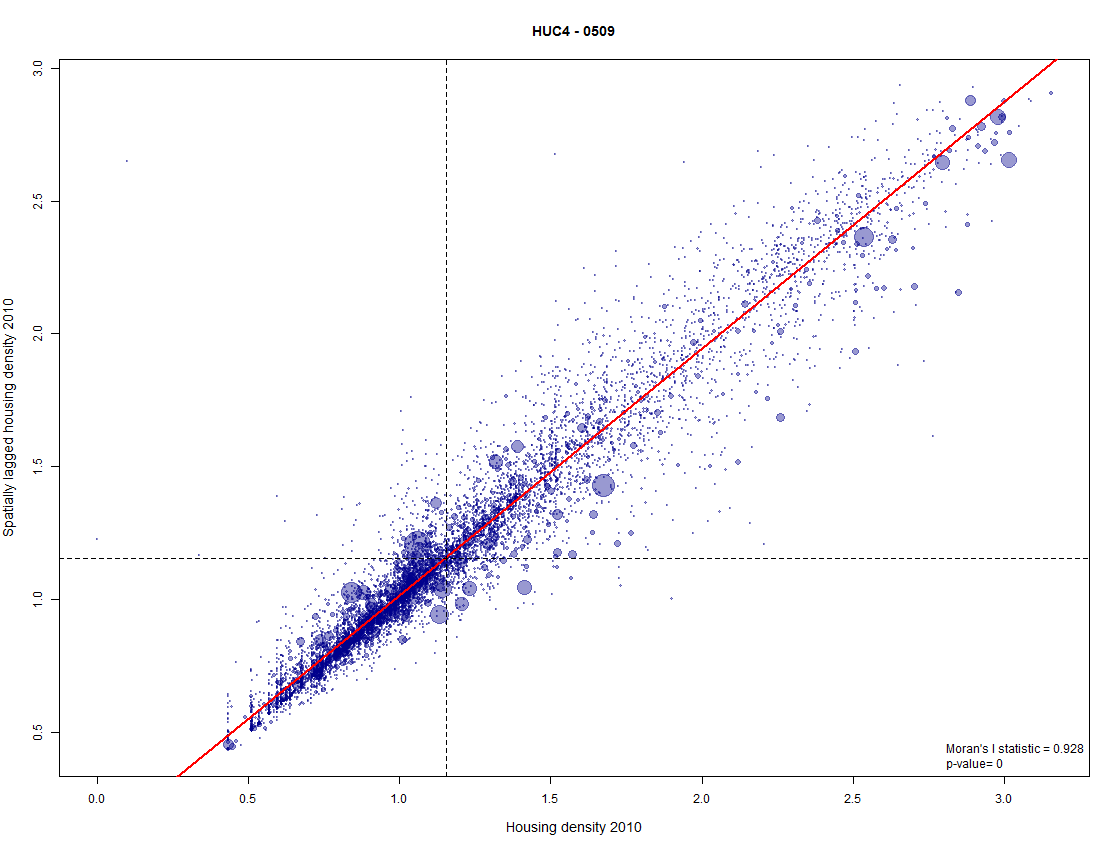 HUC4 - 0509
Spatially lagged housing density 2010
3.0
2.5
2.0
1.5
1.0
0.5
Moran's I statistic = 0.928
p-value= 0
0.0 0.5 1.0 1.5 2.0 2.5 3.0
Housing density 2010